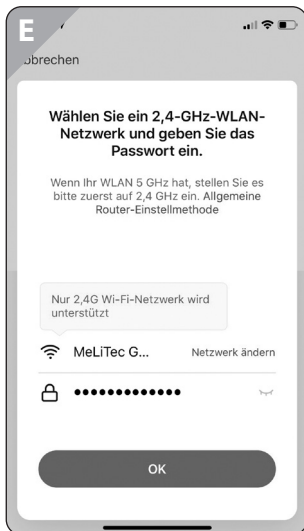 E
bbrechen
Wählen Sie ein 2,4-GHz-WLAN-
Netzwerk und geben Sie das
Passwort ein.
Wenn Ihr WLAN 5 GHz hat, stellen Sie es
bitte zuerst auf 2,4 GHz ein. Allgemeine
Router-Einstellmethode
Nur 2,4G Wi-Fi-Netzwerk wird
unterstützt
MeLiTec G... Netzwerk ändern
•••••••••••••
OK